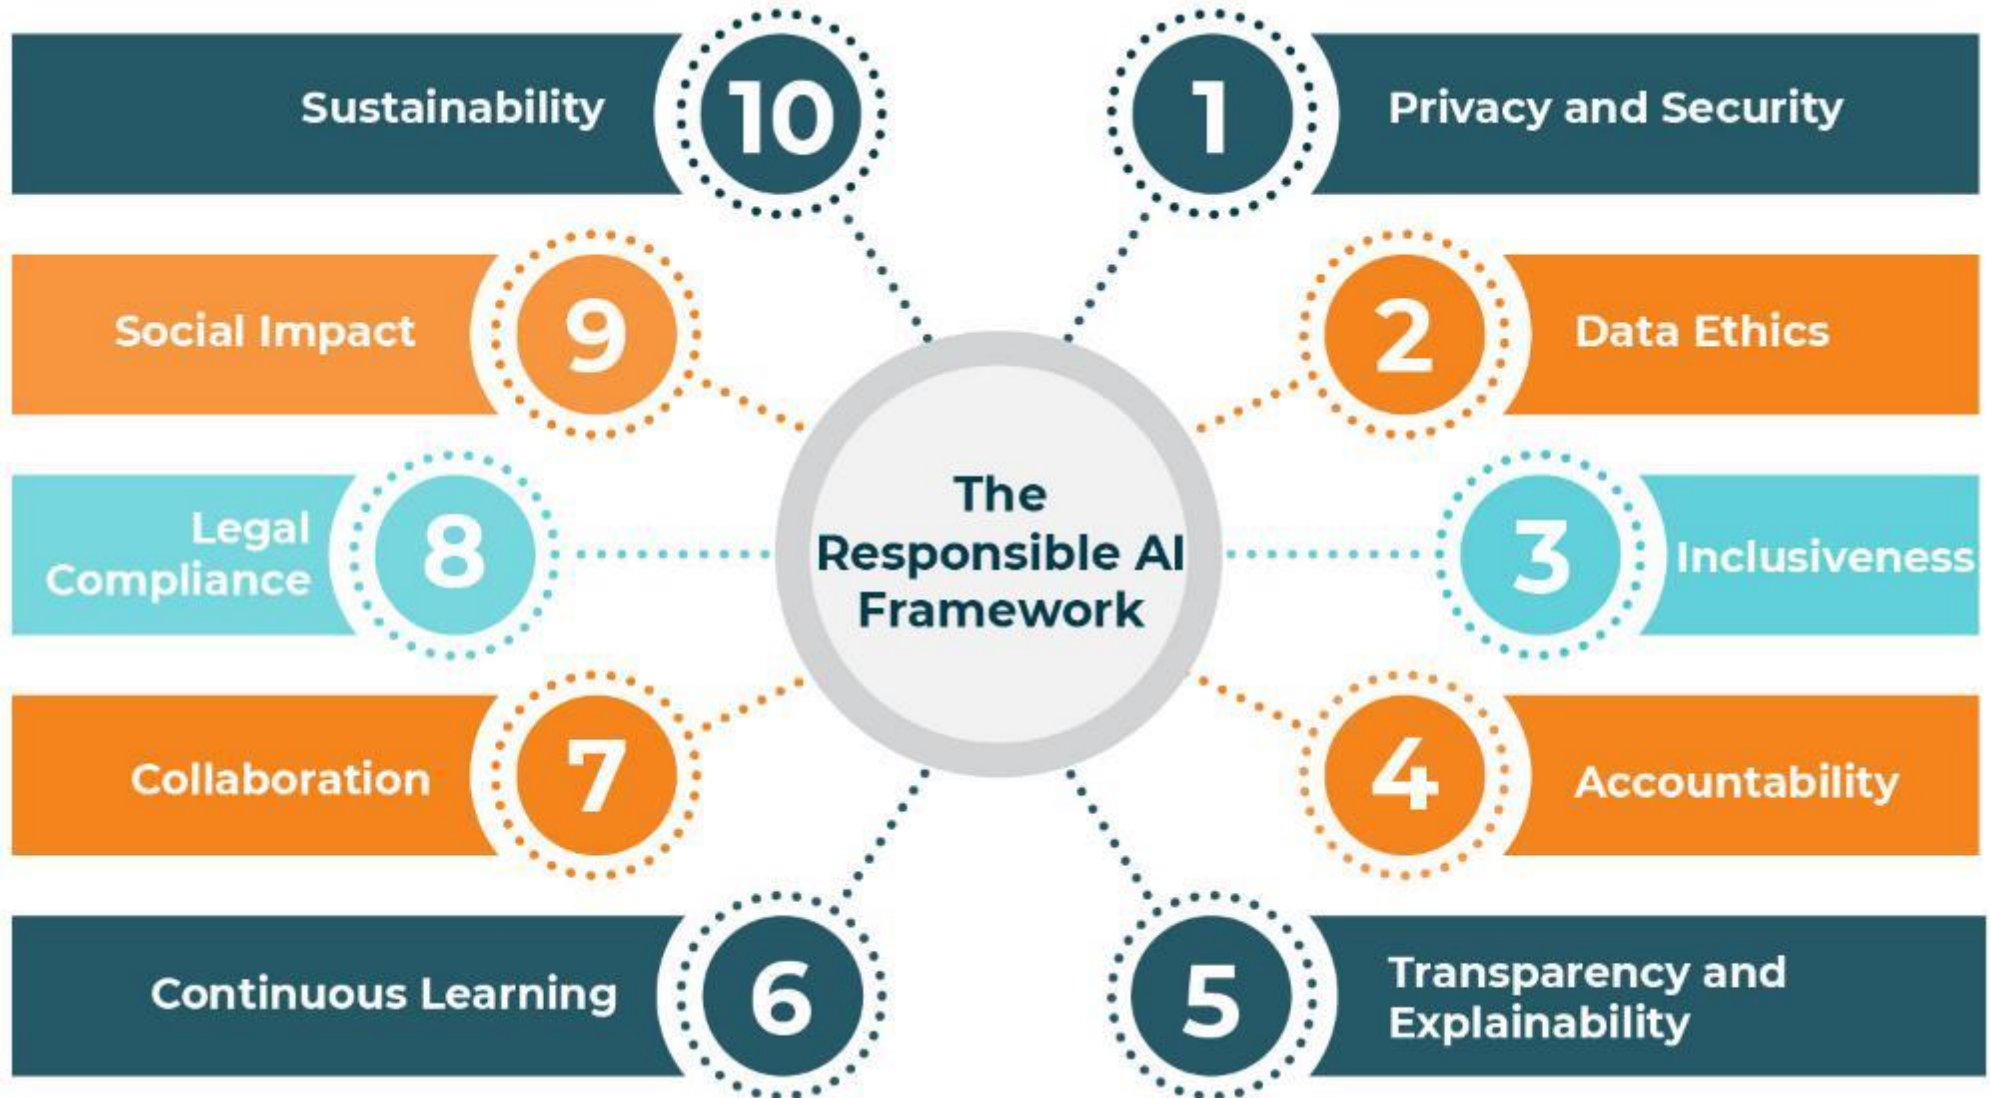 The
Responsible AI
Framework
1
Privacy and Security
2
Data Ethics
3
Inclusiveness
4
Accountability
5
Transparency and
Explainability
6
Continuous Learning
7
Collaboration
8
Legal
Compliance
9
Social Impact
10
Sustainability